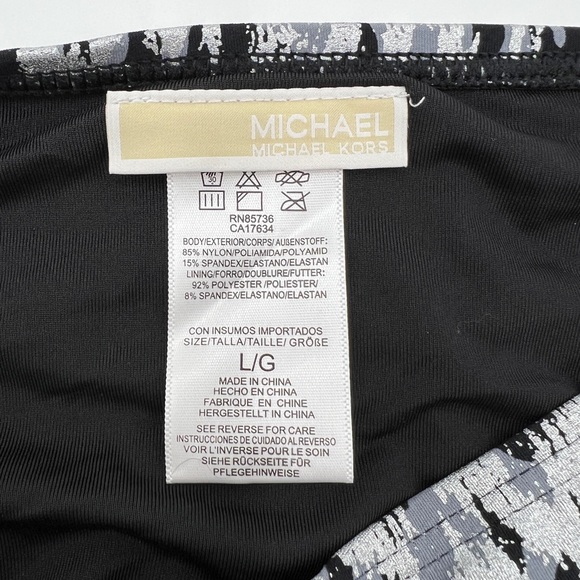 MICHAEL
MICHAEL KORS
30
RN85736
CA17634
BODY/EXTERIOR/CORPS/AUßENSTOFF:
85% NYLON/POLIAMIDA/POLYAMID
15% SPANDEX/ELASTANO/ELASTAN
LINING/FORRO/DOUBLURE/FUTTER:
92% POLYESTER /POLIESTER/
8% SPANDEX/ELASTANO/ELASTAN
CON INSUMOS IMPORTADOS
SIZE/TALLA/TAILLE/ GRÖßE
L/G
MADE IN CHINA
HECHO EN CHINA
FABRIQUE EN CHINE
HERGESTELLT IN CHINA
SEE REVERSE FOR CARE
INSTRUCCIONES DE CUIDADO AL REVERSO
VOIR L'INVERSE POUR LE SOIN
SIEHE RÜCKSEITE FÜR
PFLEGEHINWEISE